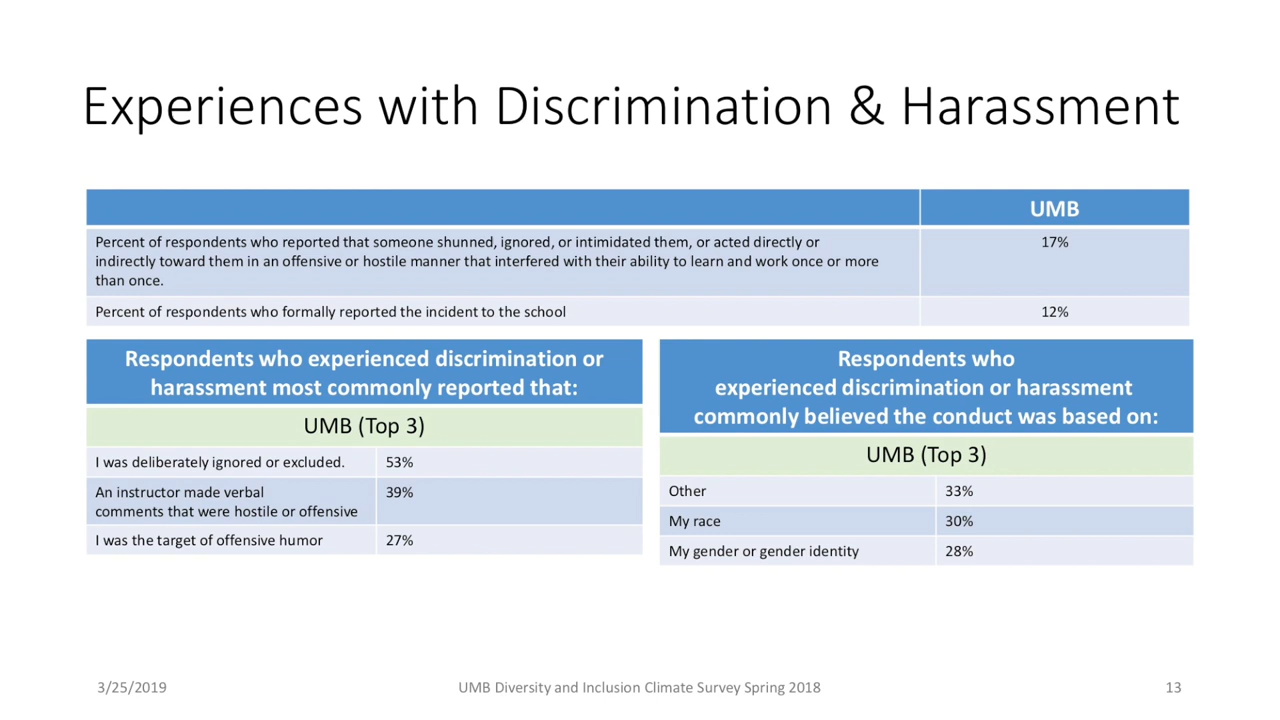 Experiences with Discrimination & Harassment
UMB
Percent of respondents who reported that someone shunned, ignored, or intimidated them, or acted directly or
indirectly toward them in an offensive or hostile manner that interfered with their ability to learn and work once or more
than once.
17%
Percent of respondents who formally reported the incident to the school
12%
Respondents who experienced discrimination or
harassment most commonly reported that:
UMB (Top 3)
I was deliberately ignored or excluded.
53%
An instructor made verbal
comments that were hostile or offensive
39%
I was the target of offensive humor
27%
Respondents who
experienced discrimination or harassment
commonly believed the conduct was based on:
UMB (Top 3)
Other
33%
My race
30%
My gender or gender identity
28%
3/25/2019
UMB Diversity and Inclusion Climate Survey Spring 2018
13